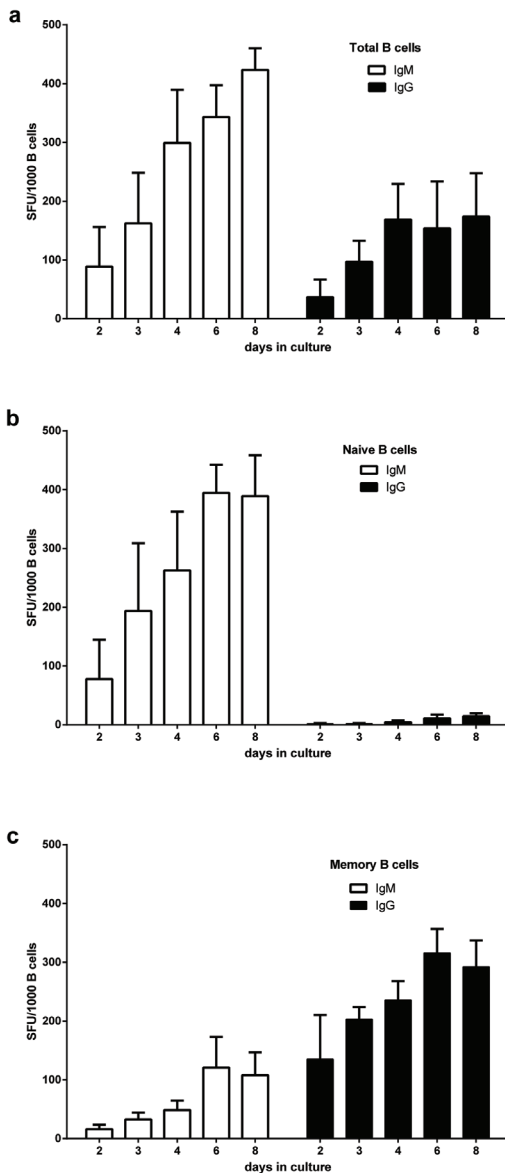 a
500
400
300
200
100
0
SFU/1000 B cells
Total B cells
IgM
IgG
2 3 4 6 8 2 3 4 6 8
days in culture
b
500
400
300
200
100
0
SFU/1000 B cells
Naive B cells
IgM
IgG
2 3 4 6 8 2 3 4 6 8
days in culture
c
500
400
300
200
100
0
SFU/1000 B cells
Memory B cells
IgM
IgG
2 3 4 6 8 2 3 4 6 8
days in culture